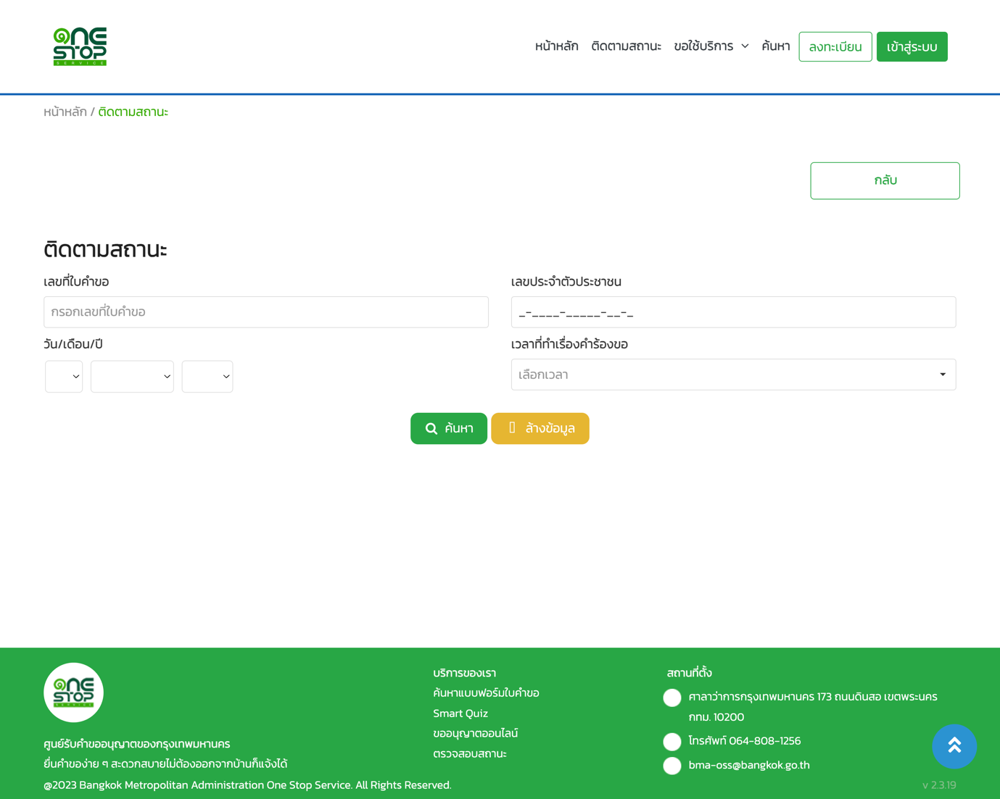 ONE
STOP
SERVICE
หน้าหลัก ติดตามสถานะ ขอใช้บริการ ค้นหา ลงทะเบียน เข้าสู่ระบบ
หน้าหลัก / ติดตามสถานะ
กลับ
ติดตามสถานะ
เลขที่ใบคำขอ
กรอกเลขที่ใบคำขอ
เลขประจำตัวประชาชน
_-____-_____-__-_
วัน/เดือน/ปี
เวลาที่ทำเรื่องคำร้องขอ
เลือกเวลา
ค้นหา
ล้างข้อมูล
ONE
STOP
SERVICE
ศูนย์รับคำขออนุญาตของกรุงเทพมหานคร
ยื่นคำของ่าย ๆ สะดวกสบายไม่ต้องออกจากบ้านก็แจ้งได้
@2023 Bangkok Metropolitan Administration One Stop Service. All Rights Reserved.
บริการของเรา
ค้นหาแบบฟอร์มใบคำขอ
Smart Quiz
ขออนุญาตออนไลน์
ตรวจสอบสถานะ
สถานที่ตั้ง
ศาลาว่าการกรุงเทพมหานคร 173 ถนนดินสอ เขตพระนคร
กทม. 10200
โทรศัพท์ 064-808-1256
bma-oss@bangkok.go.th
v 2.3.19